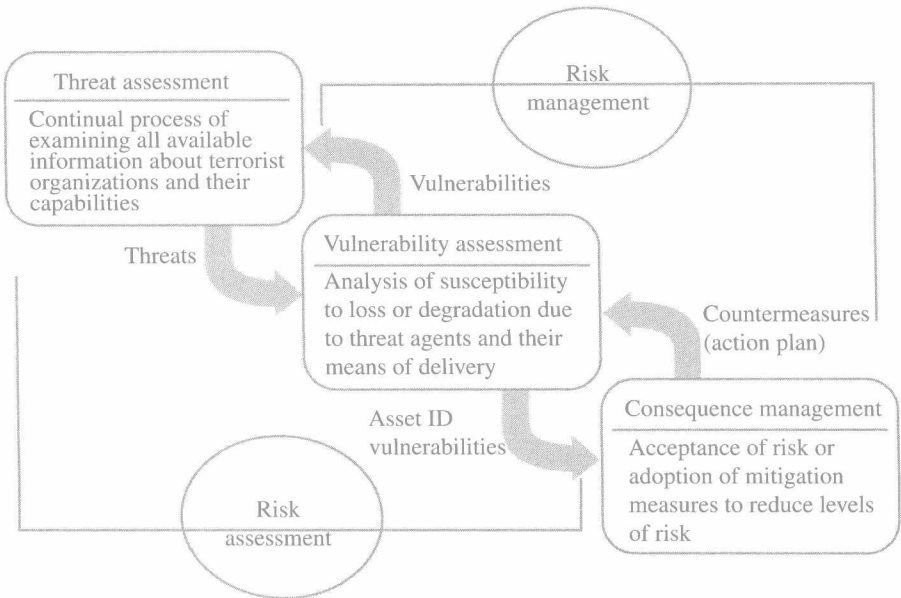 Threat assessment
Continual process of
examining all available
information about terrorist
organizations and their
capabilities
Risk
management
Vulnerabilities
Threats
Vulnerability assessment
Analysis of susceptibility
to loss or degradation due
to threat agents and their
means of delivery
Countermeasures
(action plan)
Asset ID
vulnerabilities
Consequence management
Acceptance of risk or
adoption of mitigation
measures to reduce levels
of risk
Risk
assessment